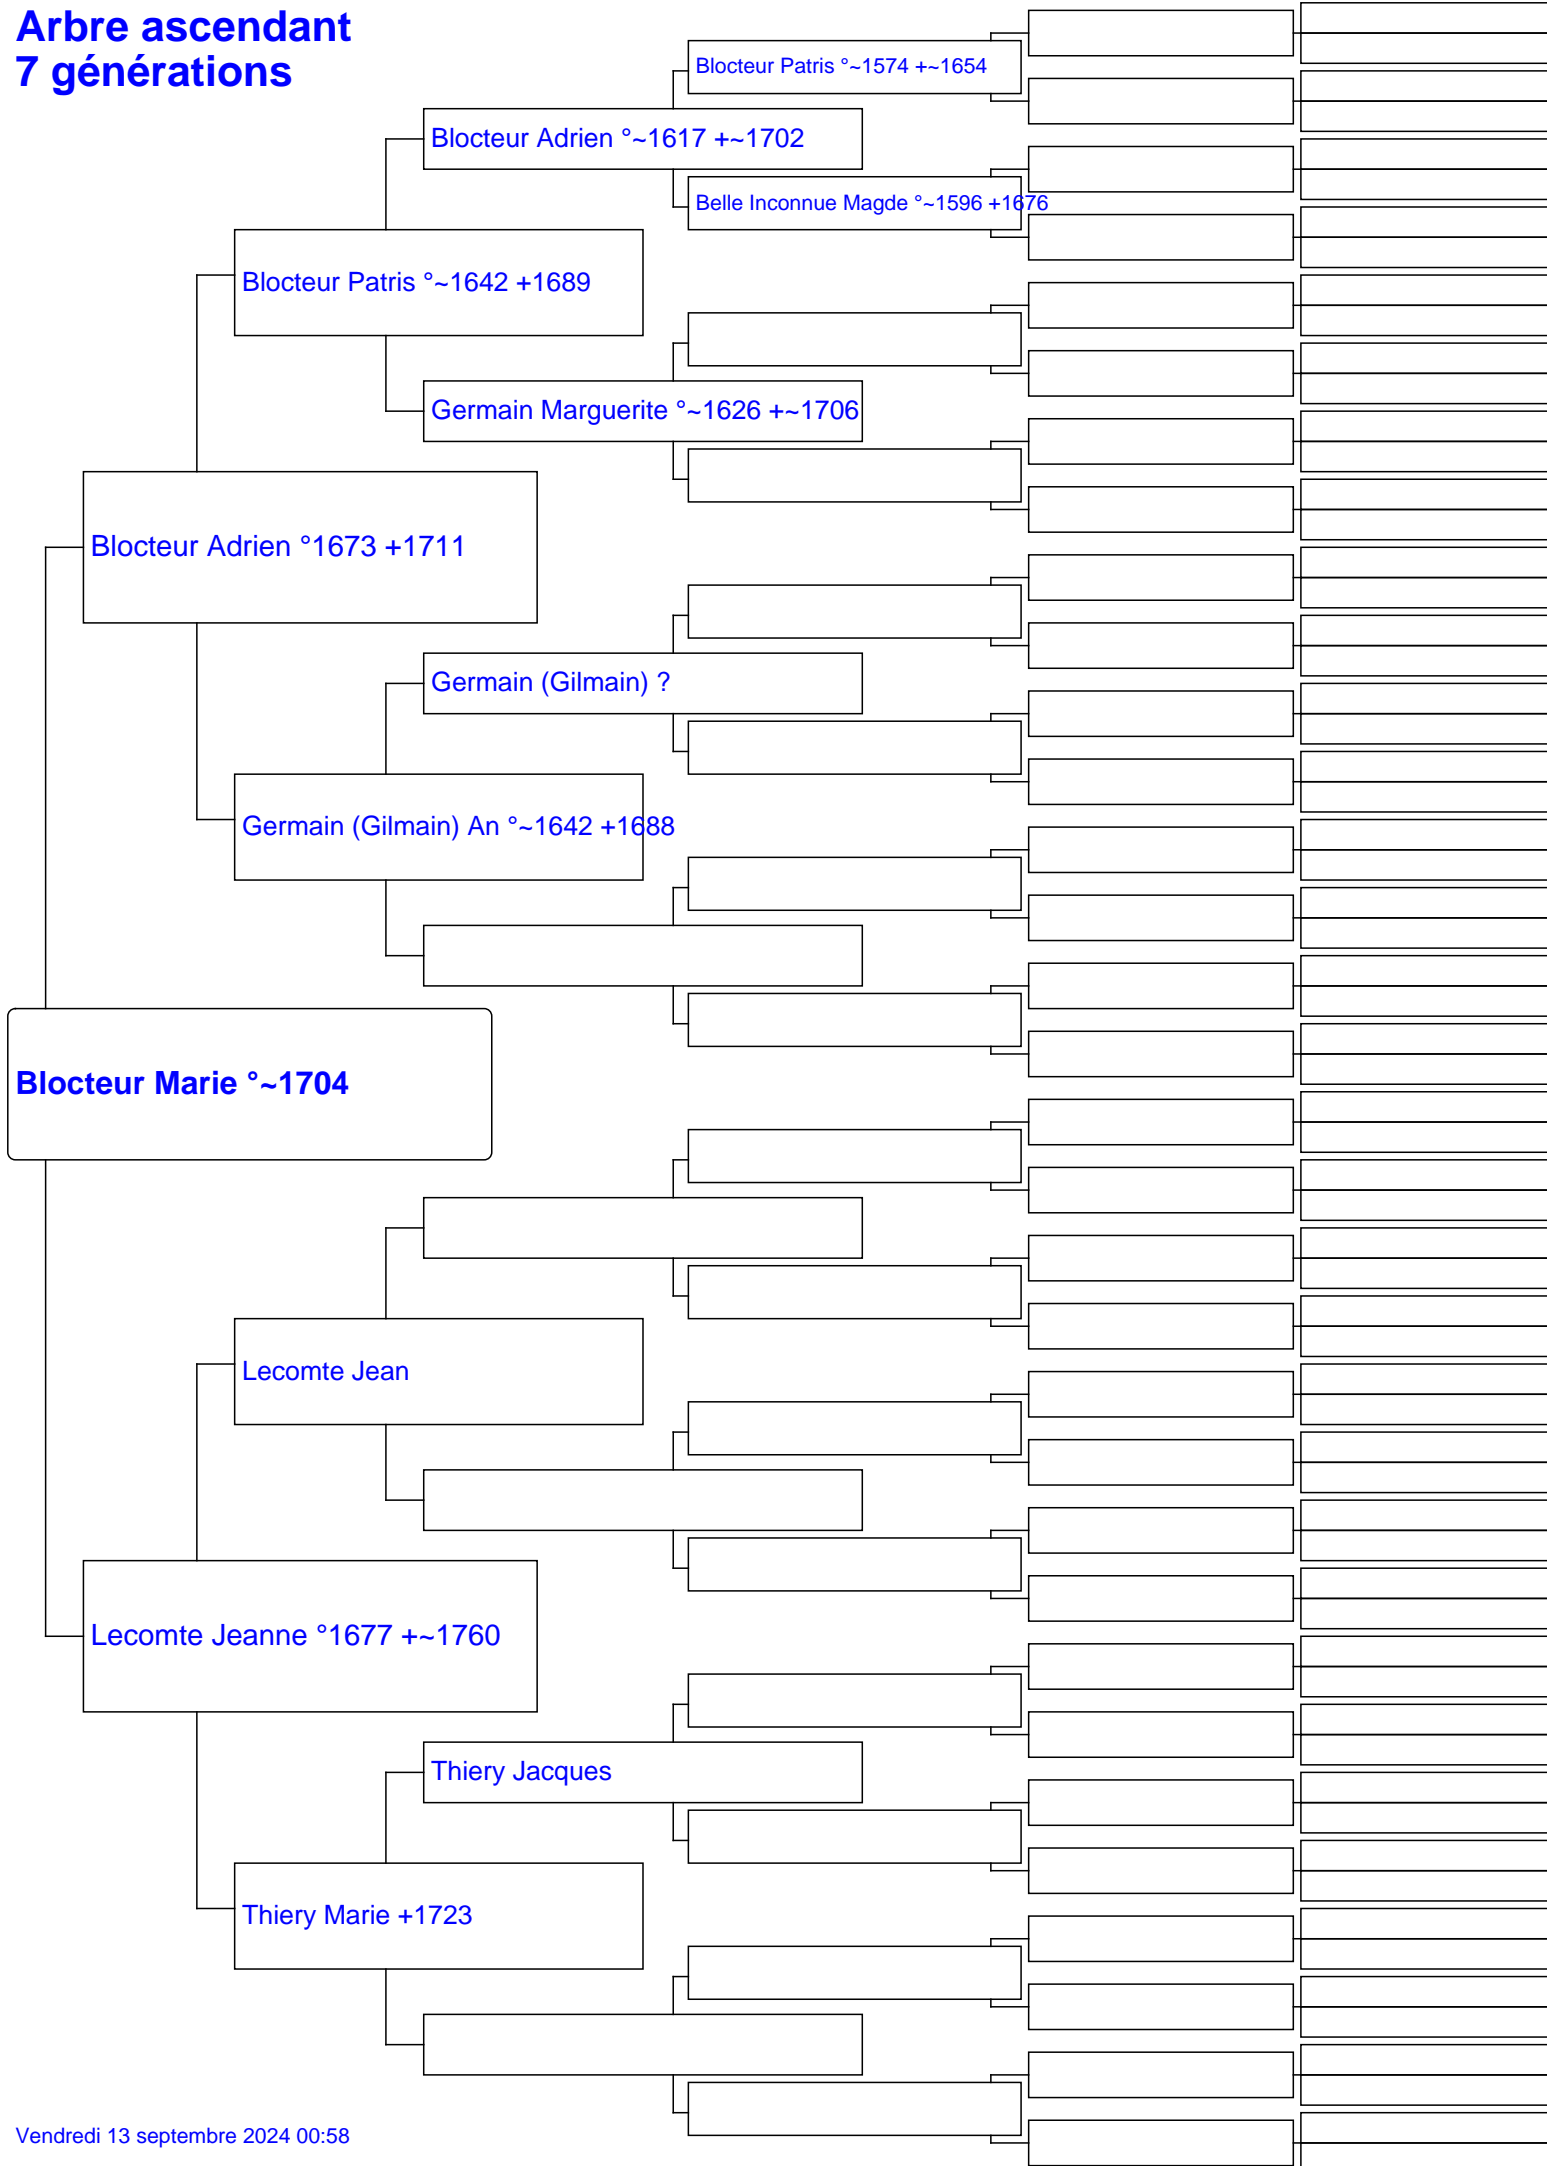 Arbre ascendant
7 générations
Blocteur Patris °~1574 +~1654
Blocteur Adrien °~1617 +~1702
Belle Inconnue Magde °~1596 +1676
Blocteur Patris °~1642 +1689
Germain Marguerite °~1626 +~1706
Blocteur Adrien °1673 +1711
Germain (Gilmain) ?
Germain (Gilmain) An °~1642 +1688
Blocteur Marie °~1704
Lecomte Jean
Lecomte Jeanne °1677 +~1760
Thiery Jacques
Thiery Marie +1723
Vendredi 13 septembre 2024 00:58